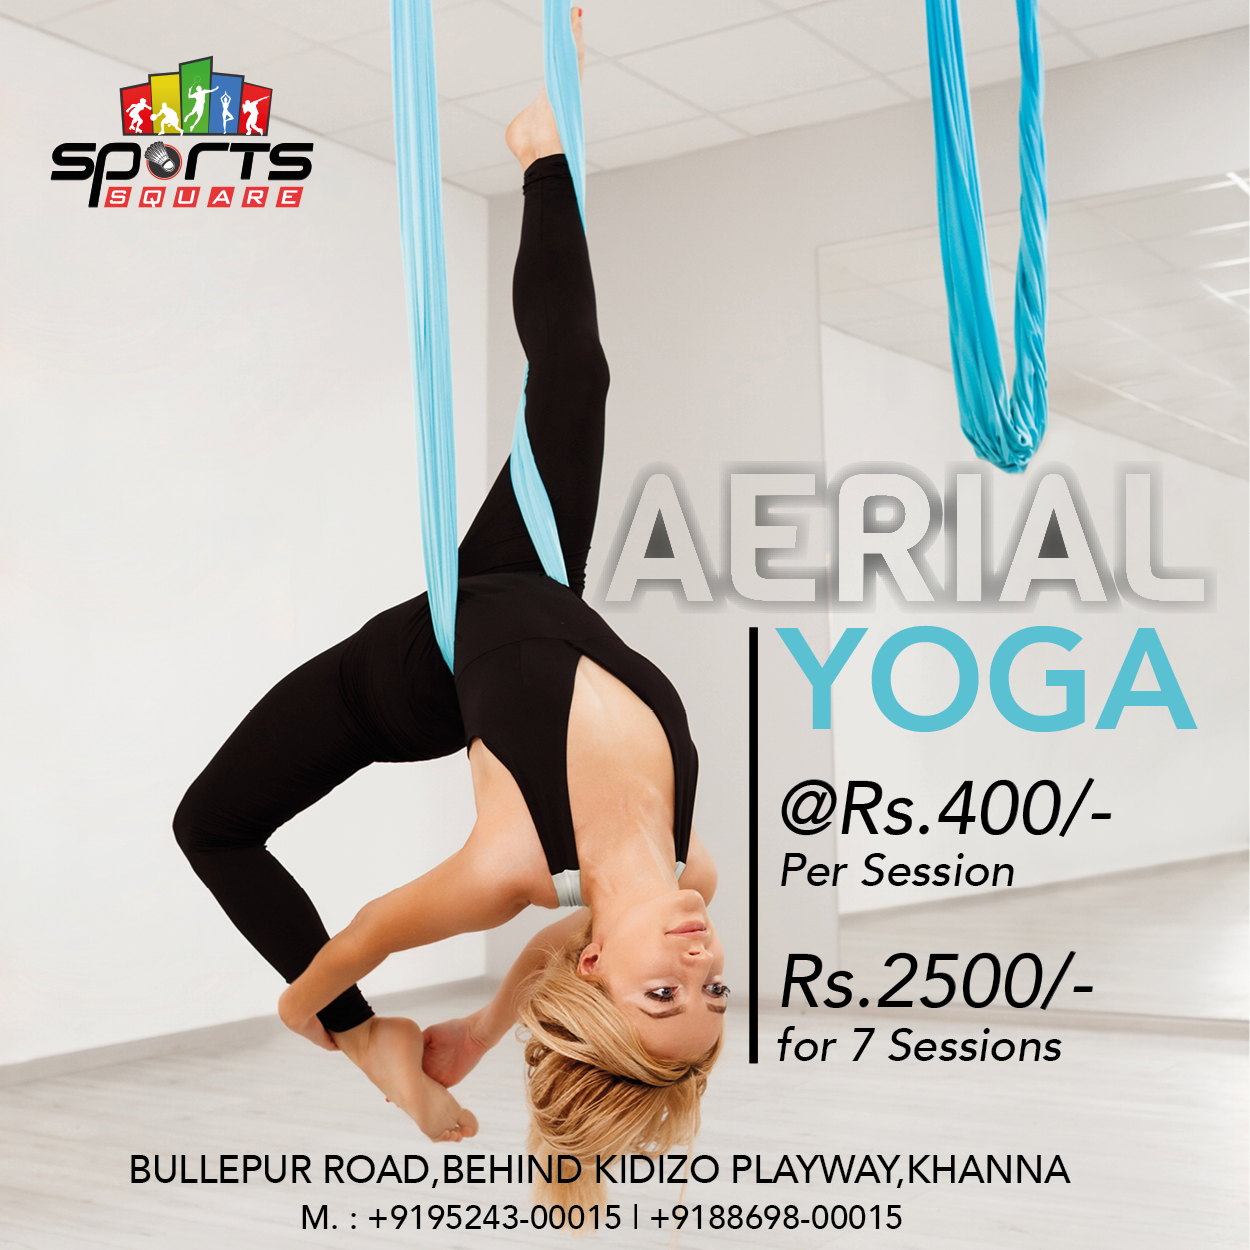 SPORTS
SQUARE
AERIAL
YOGA
@Rs.400/-
Per Session
Rs.2500/-
for 7 Sessions
BULLEPUR ROAD,BEHIND KIDIZO PLAYWAY,KHANNA
M. : +9195243-00015 | +9188698-00015